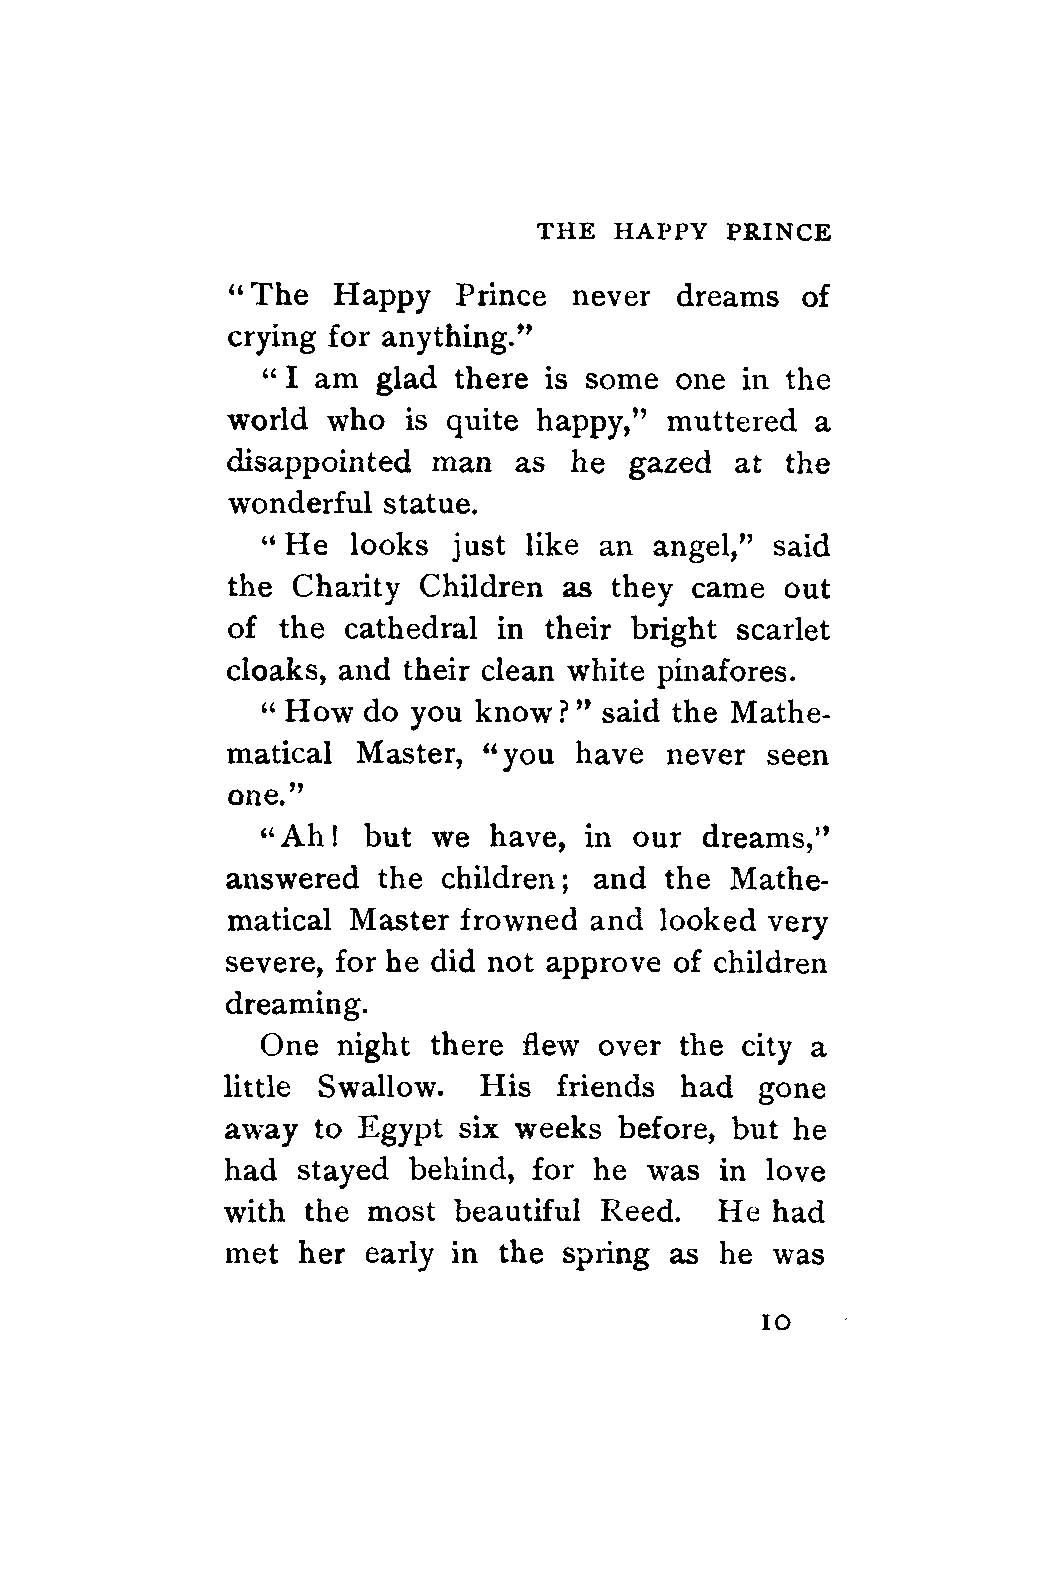 THE HAPPY PRINCE
“The Happy Prince never dreams of
crying for anything.”
“I am glad there is some one in the
world who is quite happy,” muttered a
disappointed man as he gazed at the
wonderful statue.
“He looks just like an angel,” said
the Charity Children as they came out
of the cathedral in their bright scarlet
cloaks, and their clean white pinafores.
“How do you know?” said the Mathe-
matical Master, “you have never seen
one.”
“Ah! but we have, in our dreams,”
answered the children; and the Mathe-
matical Master frowned and looked very
severe, for he did not approve of children
dreaming.
One night there flew over the city a
little Swallow. His friends had gone
away to Egypt six weeks before, but he
had stayed behind, for he was in love
with the most beautiful Reed. He had
met her early in the spring as he was
10